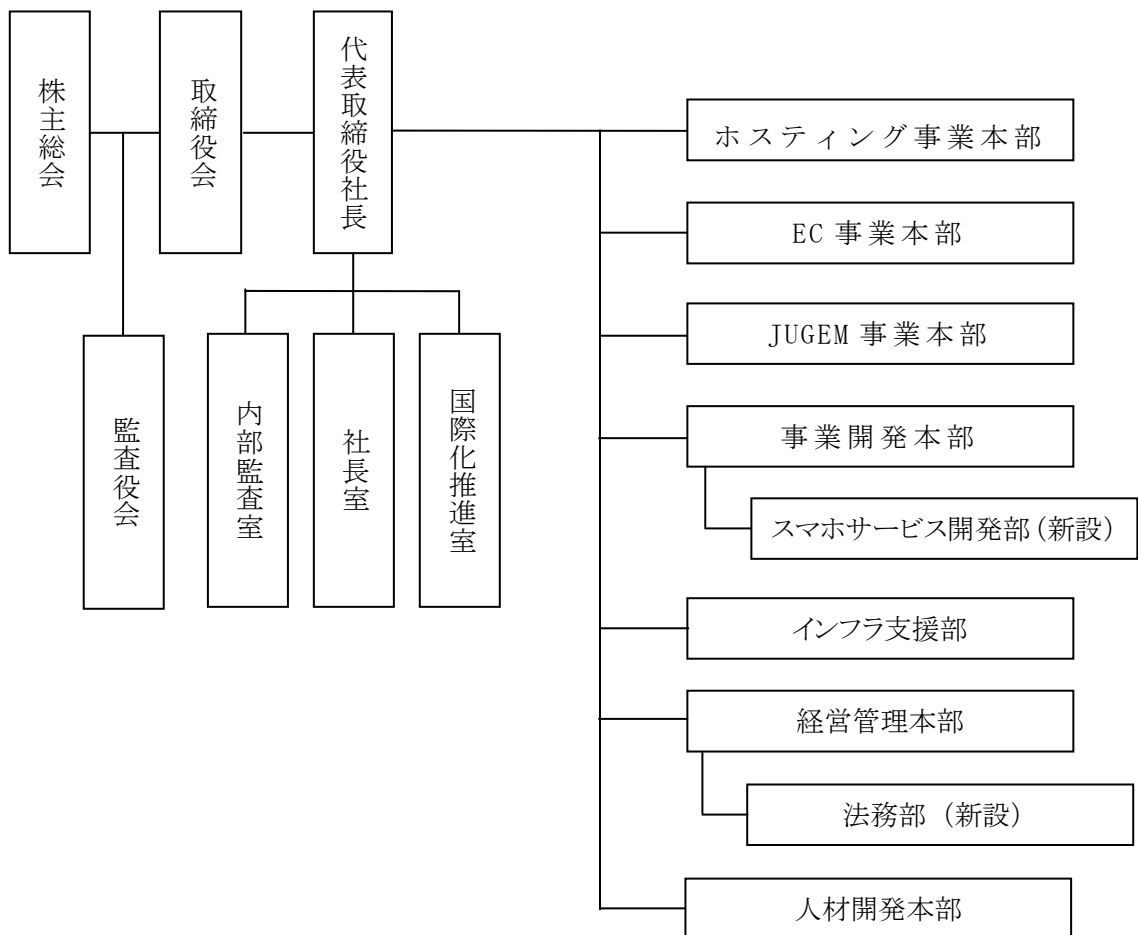 株主総会
取締役会
代表取締役社長
監査役会
内部監査室
社長室
国際化推進室
ホスティング事業本部
EC 事業本部
JUGEM 事業本部
事業開発本部
スマホサービス開発部(新設)
インフラ支援部
経営管理本部
法務部 (新設)
人材開発本部